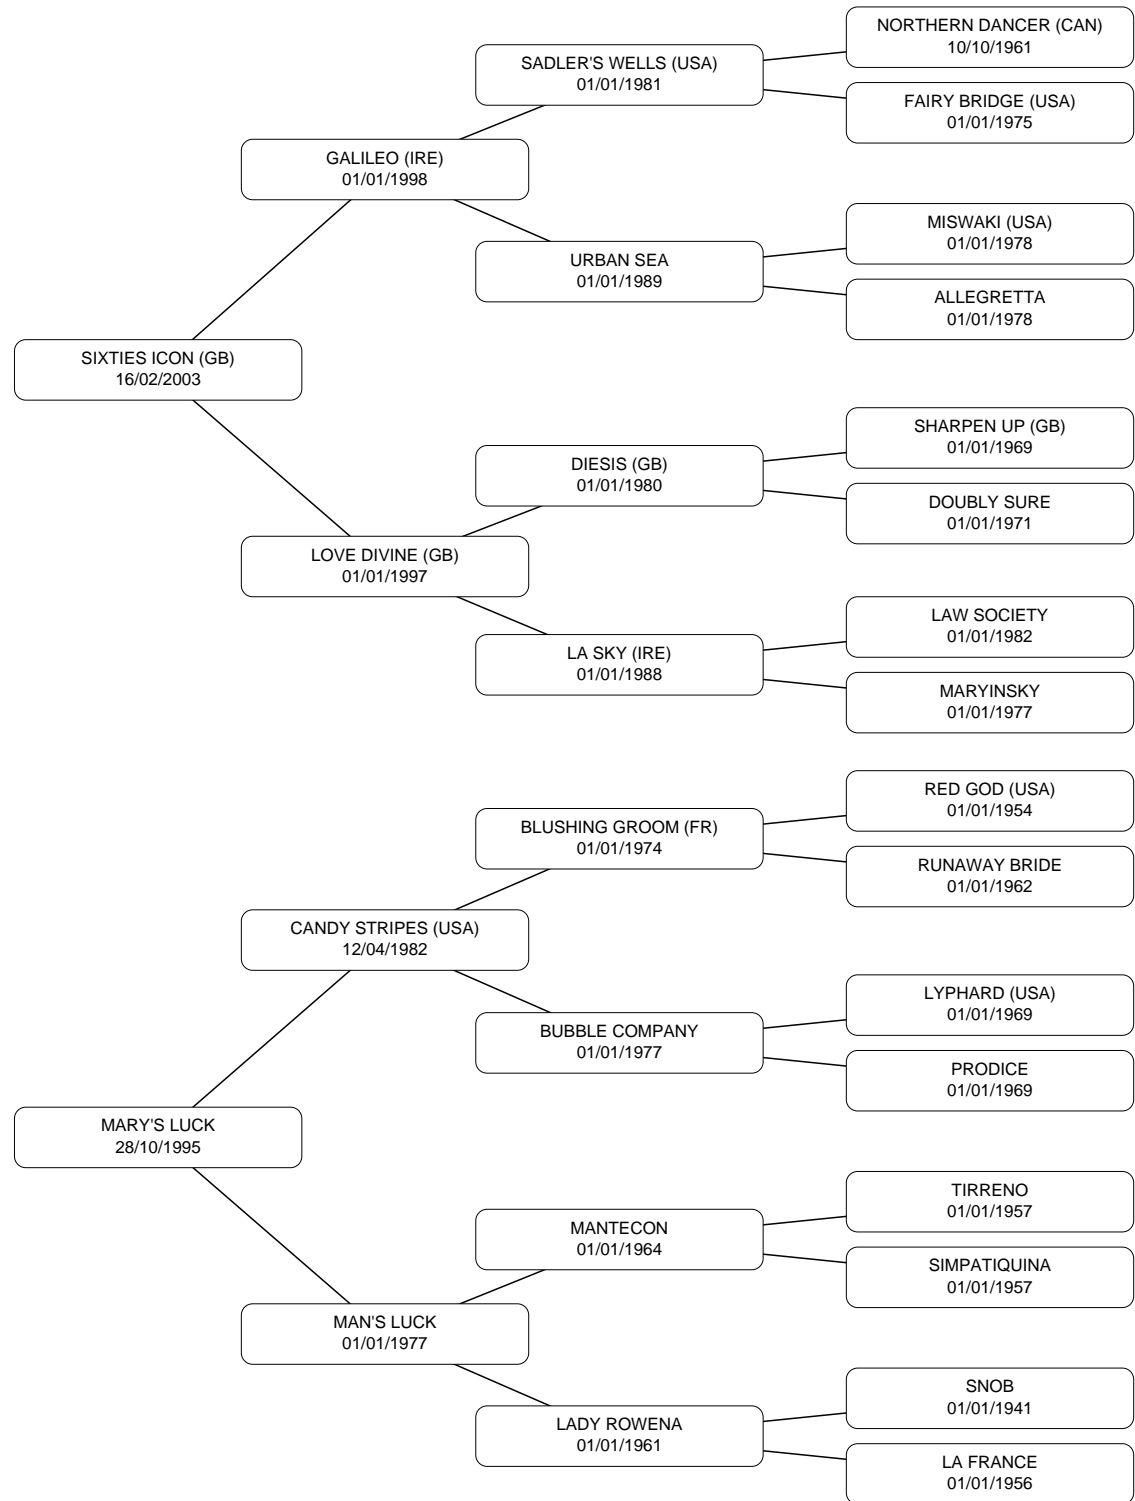 NORTHERN DANCER (CAN)
10/10/1961
SADLER'S WELLS (USA)
01/01/1981
FAIRY BRIDGE (USA)
01/01/1975
GALILEO (IRE)
01/01/1998
MISWAKI (USA)
01/01/1978
URBAN SEA
01/01/1989
ALLEGRETTA
01/01/1978
SIXTIES ICON (GB)
16/02/2003
SHARPEN UP (GB)
01/01/1969
DIESIS (GB)
01/01/1980
DOUBLY SURE
01/01/1971
LOVE DIVINE (GB)
01/01/1997
LAW SOCIETY
01/01/1982
LA SKY (IRE)
01/01/1988
MARYINSKY
01/01/1977
RED GOD (USA)
01/01/1954
BLUSHING GROOM (FR)
01/01/1974
RUNAWAY BRIDE
01/01/1962
CANDY STRIPES (USA)
12/04/1982
LYPHARD (USA)
01/01/1969
BUBBLE COMPANY
01/01/1977
PRODICE
01/01/1969
MARY'S LUCK
28/10/1995
TIRRENO
01/01/1957
MANTECON
01/01/1964
SIMPATIQUINA
01/01/1957
MAN'S LUCK
01/01/1977
SNOB
01/01/1941
LADY ROWENA
01/01/1961
LA FRANCE
01/01/1956